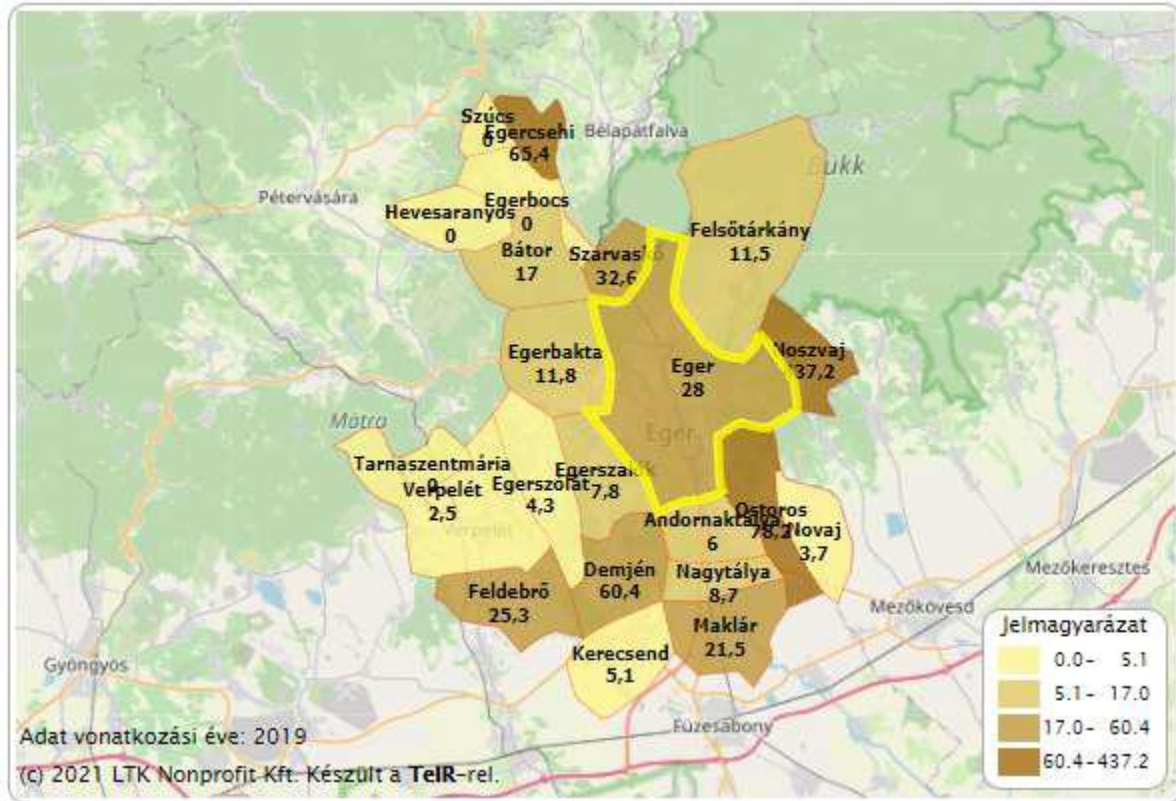 Szúcs
0
Egercsehi
65,4
Bélapátfalva
Bükk
Pétervására
Egerbocs
0
Hevesaranyos
0
Bátor
17
Szarvaskő
32,6
Felsőtárkány
11,5
Egerbakta
11,8
Eger
28
Noszvaj
37,2
Mátra
Eger
Tarnaszentmária
0
Verpelét
2,5
Verpelét
Egerszólát
4,3
Egerszalók
7,8
Andornaktálya
6
Ostoros
78,2
Novaj
3,7
Mezőkeresztes
Feldebrő
25,3
Demjén
60,4
Nagytálya
8,7
Mezőkövesd
Maklár
21,5
Kerecsend
5,1
Gyöngyös
Füzesabony
Jelmagyarázat
0.0- 5.1
5.1- 17.0
17.0- 60.4
60.4-437.2
Adat vonatkozási éve: 2019
(c) 2021 LTK Nonprofit Kft. Készült a TeIR-rel.